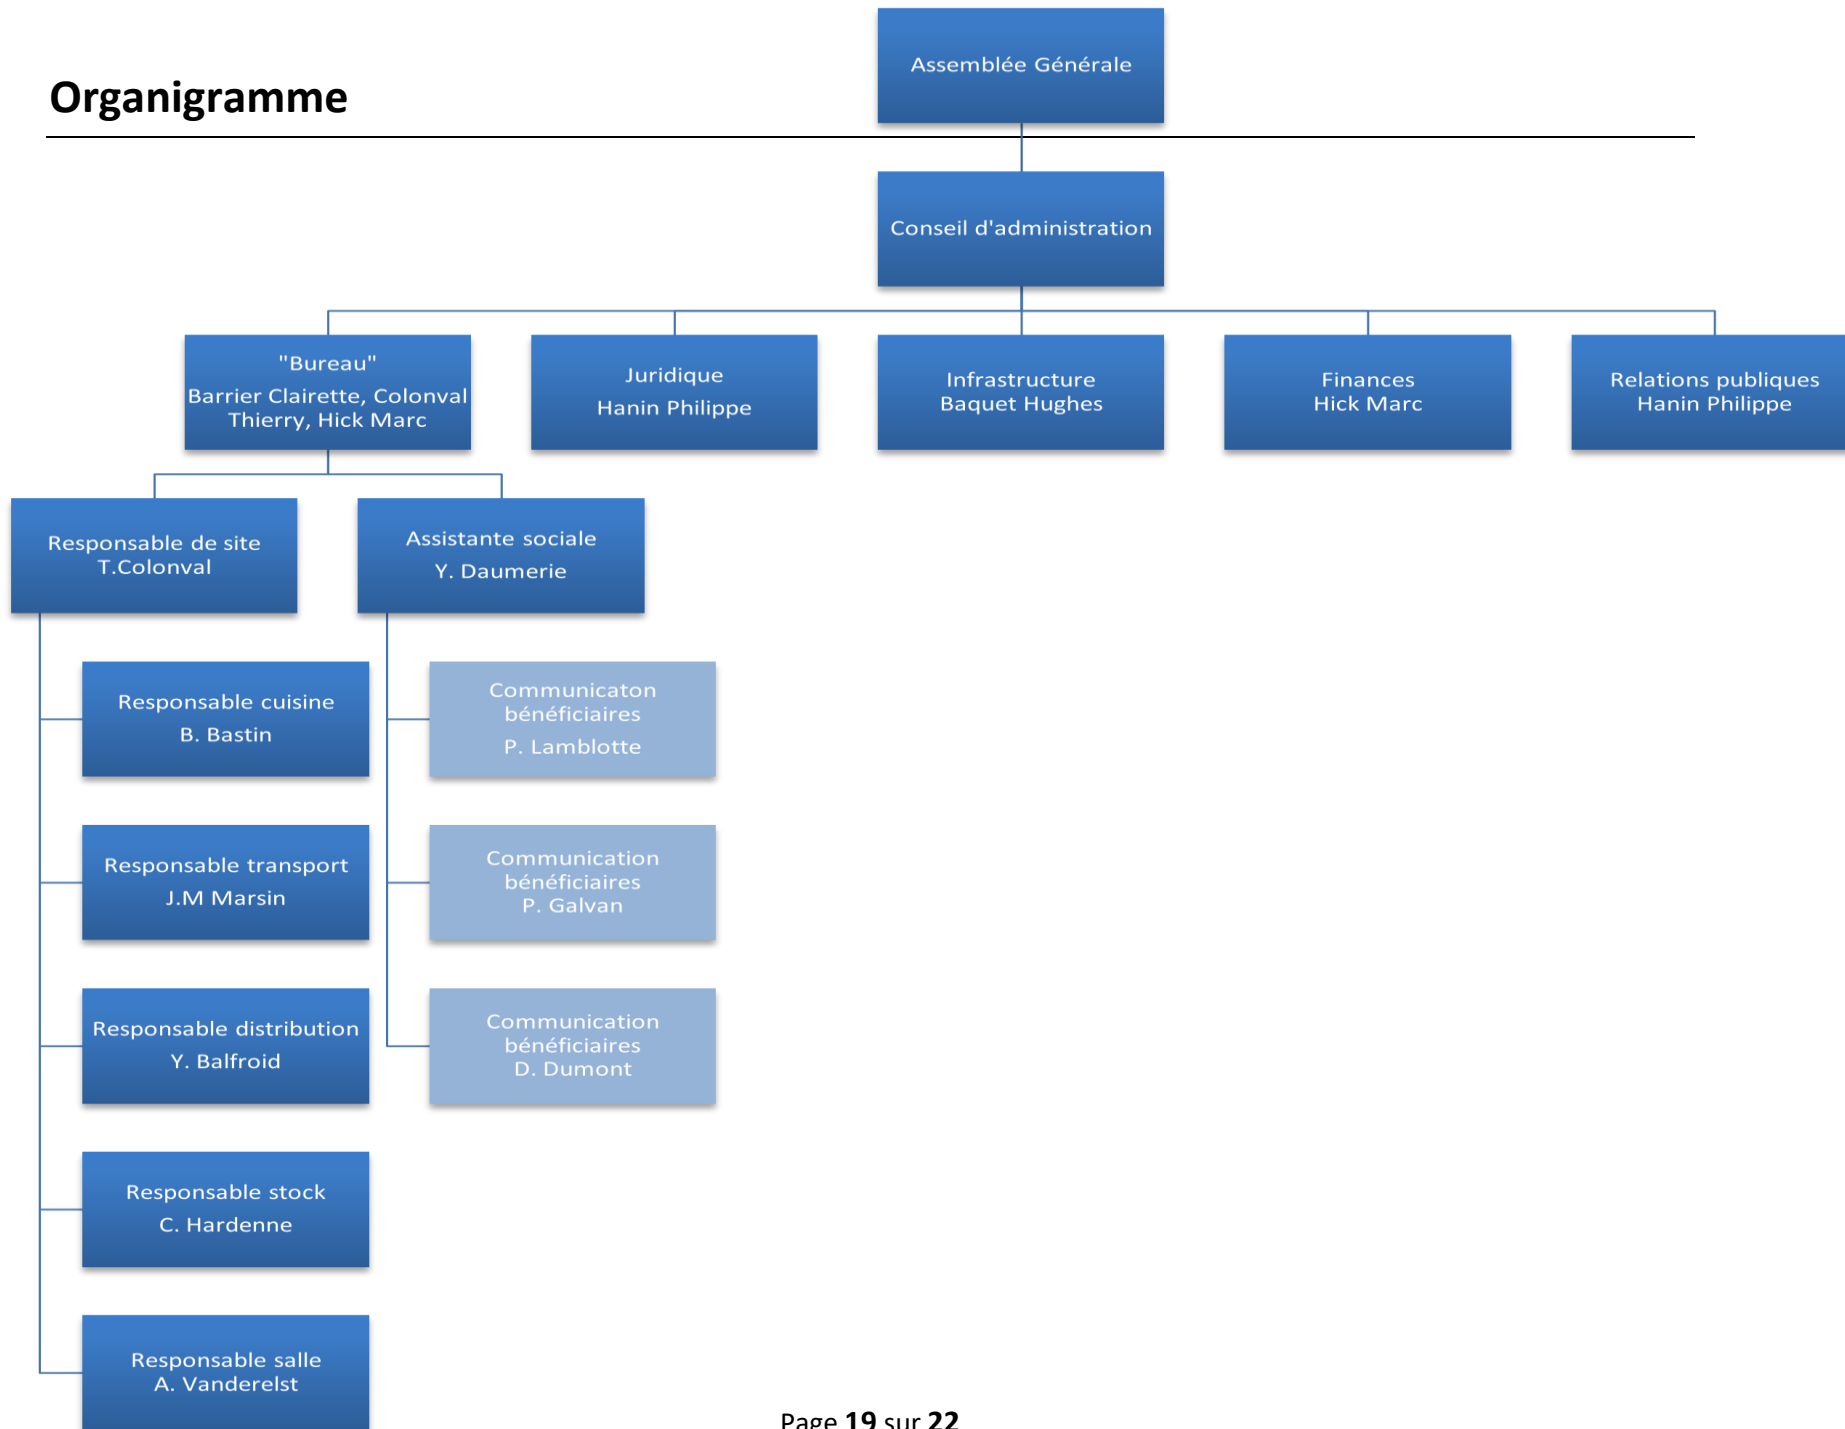 Assemblée Générale
Organigramme
Conseil d'administration
"Bureau"
Barrier Clairette, Colonval
Thierry, Hick Marc
Juridique
Hanin Philippe
Infrastructure
Baquet Hughes
Finances
Hick Marc
Relations publiques
Hanin Philippe
Responsable de site
T.Colonval
Assistante sociale
Y. Daumerie
Responsable cuisine
B. Bastin
Communicaton
bénéficiaires
P. Lamblotte
Responsable transport
J.M Marsin
Communication
bénéficiaires
P. Galvan
Responsable distribution
Y. Balfroid
Communication
bénéficiaires
D. Dumont
Responsable stock
C. Hardenne
Responsable salle
A. Vanderelst
Page 19 sur 22